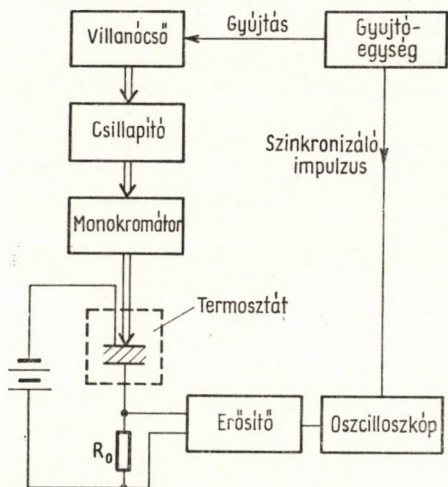 Villanócső
Gyújtás
Gyujtó-
egység
Csillapító
Szinkronizáló
impulzus
Monokromátor
Termosztát
Erősítő
Oszcilloszkóp
R₀